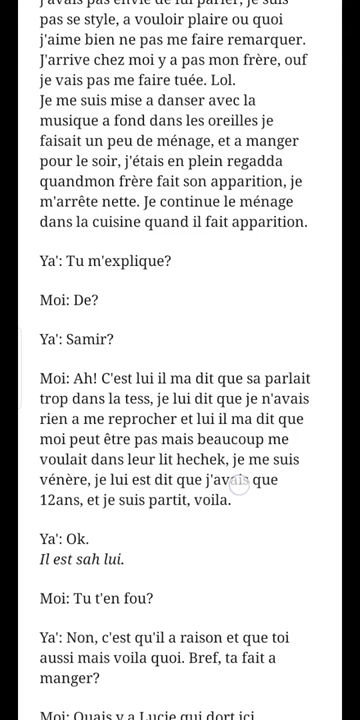 j'avais pas envie de lui parler, je suis
pas se style, a vouloir plaire ou quoi
j'aime bien ne pas me faire remarquer.
J'arrive chez moi y a pas mon frère, ouf
je vais pas me faire tuée. Lol.
Je me suis mise a danser avec la
musique a fond dans les oreilles je
faisait un peu de ménage, et a manger
pour le soir, j'étais en plein regadda
quandmon frère fait son apparition, je
m'arrête nette. Je continue le ménage
dans la cuisine quand il fait apparition.
Ya': Tu m'explique?
Moi: De?
Ya': Samir?
Moi: Ah! C'est lui il ma dit que sa parlait
trop dans la tess, je lui dit que je n'avais
rien a me reprocher et lui il ma dit que
moi peut être pas mais beaucoup me
voulait dans leur lit hechek, je me suis
vénère, je lui est dit que j'avais que
12ans, et je suis partit, voila.
Ya': Ok.
Il est sah lui.
Moi: Tu t'en fou?
Ya': Non, c'est qu'il a raison et que toi
aussi mais voila quoi. Bref, ta fait a
manger?
Moi: Ouais y a Lucie qui dort ici